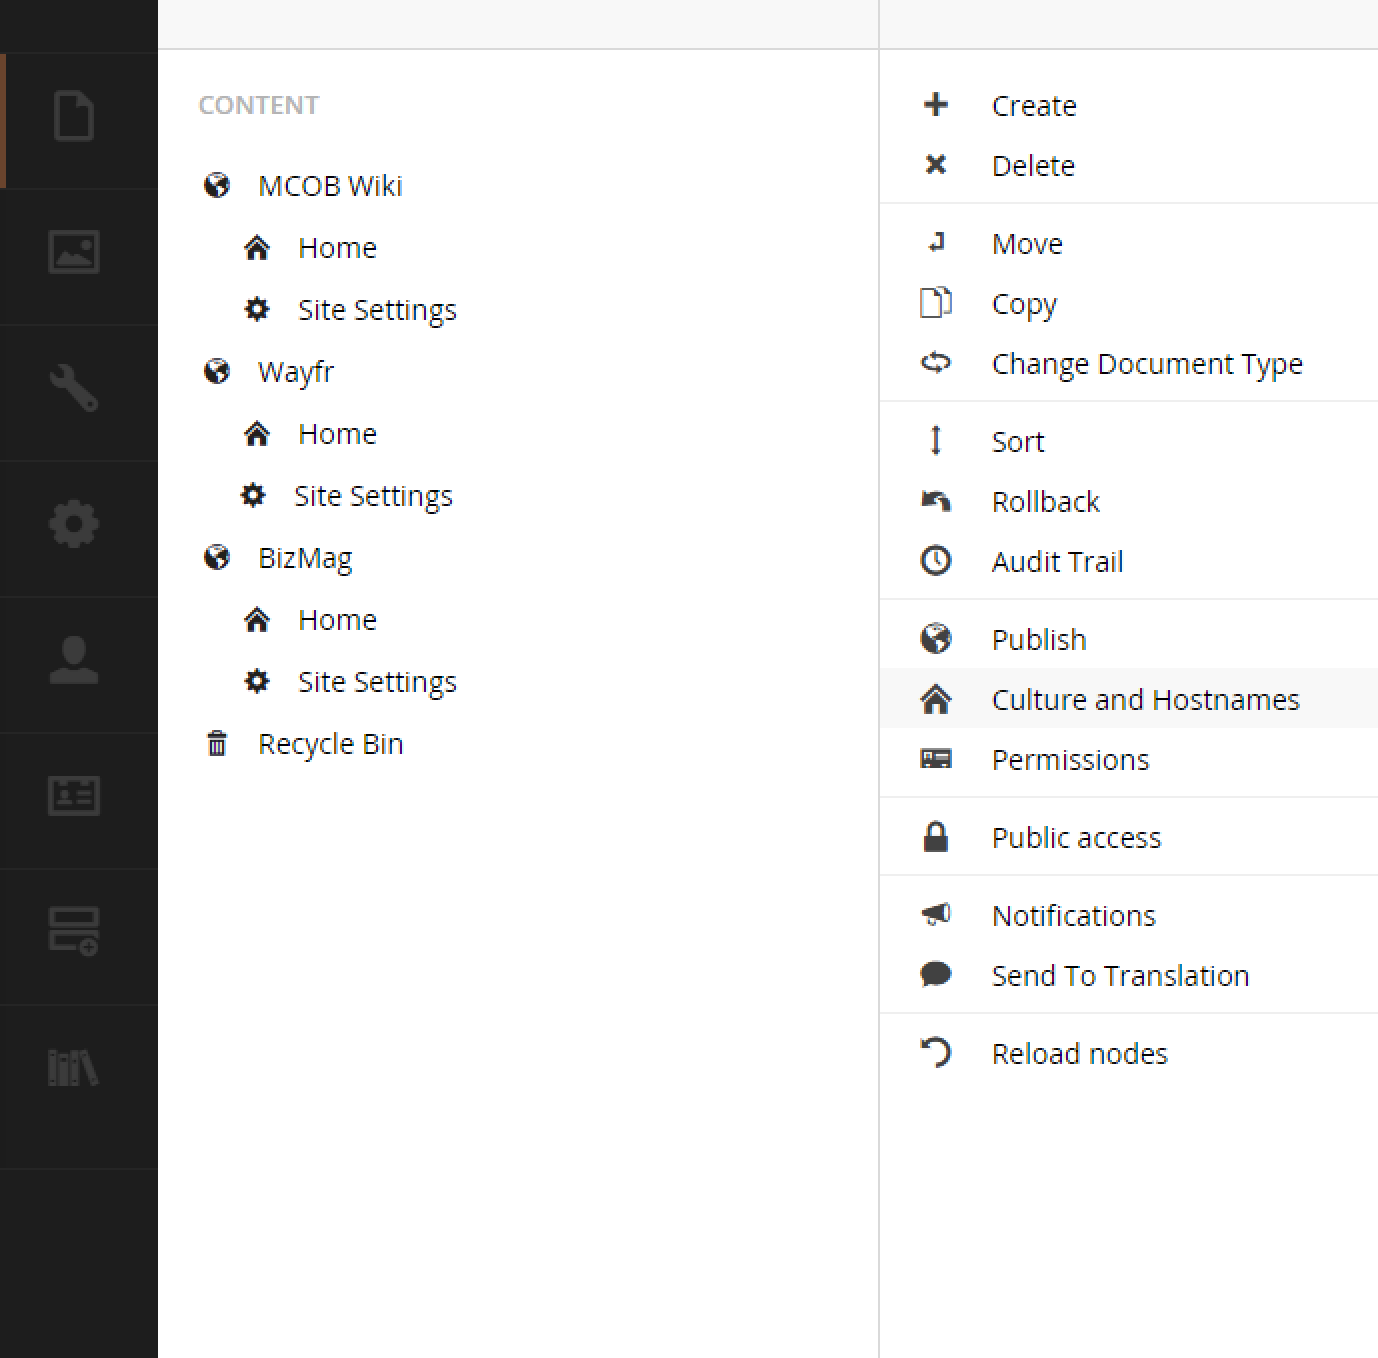 CONTENT
MCOB Wiki
Home
Site Settings
Wayfr
Home
Site Settings
BizMag
Home
Site Settings
Recycle Bin
Create
Delete
Move
Copy
Change Document Type
Sort
Rollback
Audit Trail
Publish
Culture and Hostnames
Permissions
Public access
Notifications
Send To Translation
Reload nodes